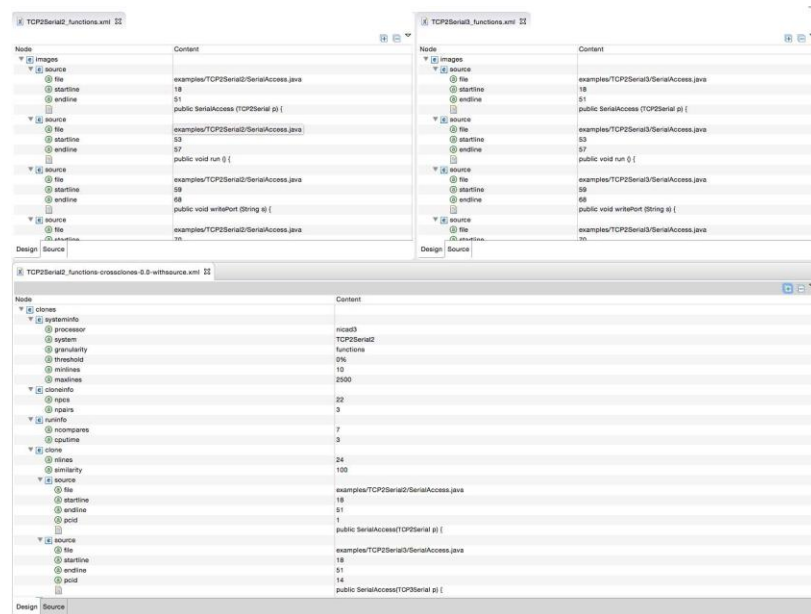 TCP2Serial2_functions.xml
Node Content
images
source
file examples/TCP2Serial2/SerialAccess.java
startline 18
endline 51
public SerialAccess (TCP2Serial p) {
source
file examples/TCP2Serial2/SerialAccess.java
startline 53
endline 57
public void run () {
source
file examples/TCP2Serial2/SerialAccess.java
startline 59
endline 68
public void writePort (String s) {
source
file examples/TCP2Serial2/SerialAccess.java
startline 70
Design Source
TCP2Serial3_functions.xml
Node Content
images
source
file examples/TCP2Serial3/SerialAccess.java
startline 18
endline 51
public SerialAccess (TCP2Serial p) {
source
file examples/TCP2Serial3/SerialAccess.java
startline 53
endline 57
public void run () {
source
file examples/TCP2Serial3/SerialAccess.java
startline 59
endline 68
public void writePort (String s) {
source
file examples/TCP2Serial3/SerialAccess.java
startline 70
Design Source
TCP2Serial2_functions-crossclones-0.0-withsource.xml
Node Content
clones
systeminfo
processor nicad3
system TCP2Serial2
granularity functions
threshold 0%
minlines 10
maxlines 2500
cloneinfo
npcs 22
npairs 3
runinfo
ncompares 7
cputime 3
clone
nlines 24
similarity 100
source
file examples/TCP2Serial2/SerialAccess.java
startline 18
endline 51
pcid 1
public SerialAccess(TCP2Serial p) {
source
file examples/TCP2Serial3/SerialAccess.java
startline 18
endline 51
pcid 14
public SerialAccess(TCP3Serial p) {
Design Source